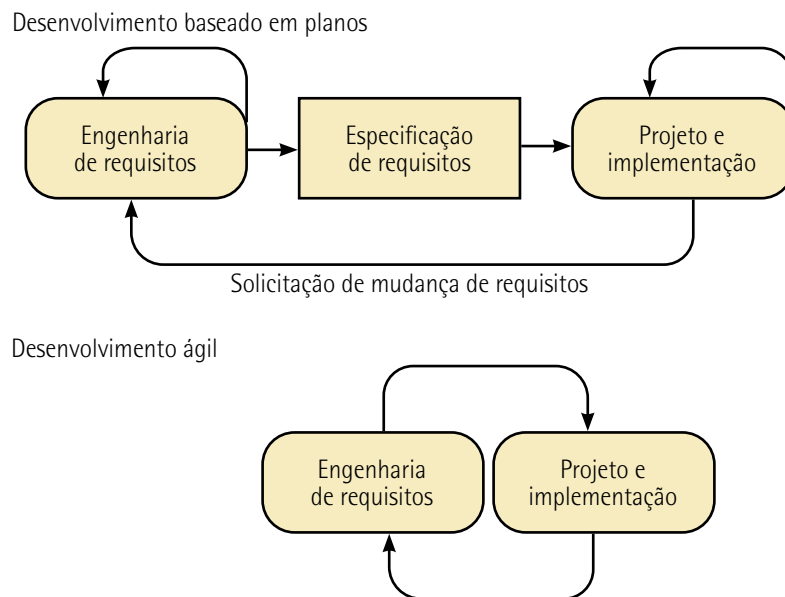 Desenvolvimento baseado em planos
Engenharia
de requisitos
Especificação
de requisitos
Projeto e
implementação
Solicitação de mudança de requisitos
Desenvolvimento ágil
Engenharia
de requisitos
Projeto e
implementação